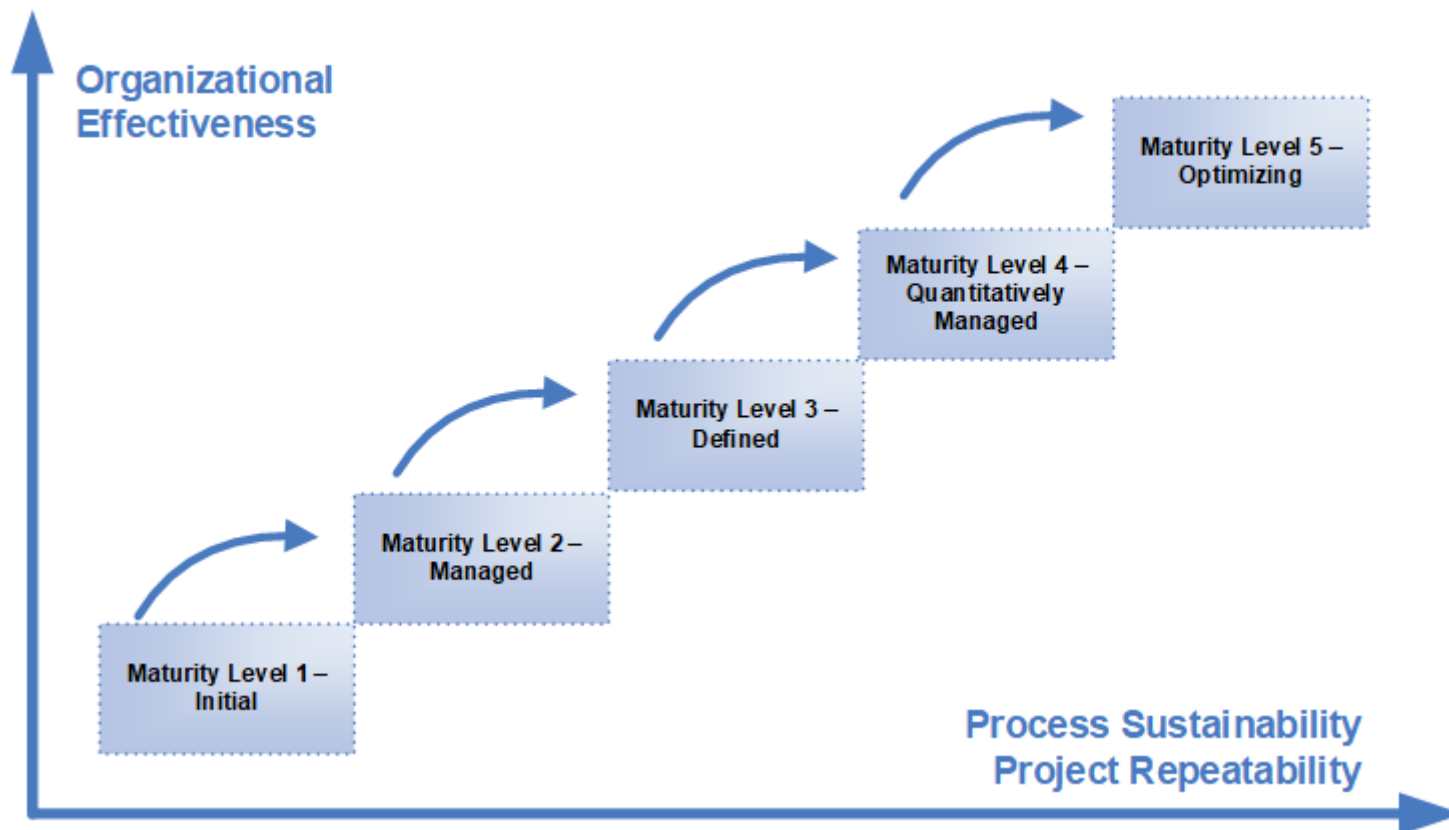 Organizational
Effectiveness
Maturity Level 5 –
Optimizing
Maturity Level 4 –
Quantitatively
Managed
Maturity Level 3 –
Defined
Maturity Level 2 –
Managed
Maturity Level 1 –
Initial
Process Sustainability
Project Repeatability